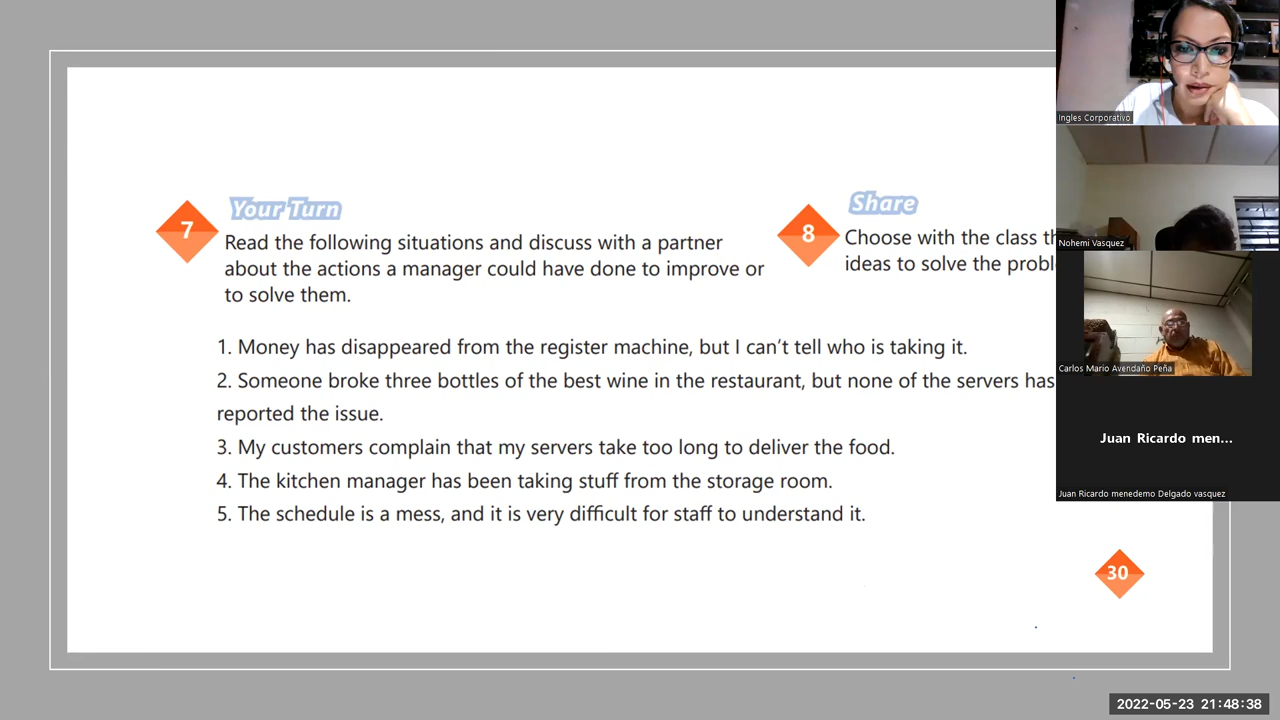 7
Your Turn
Read the following situations and discuss with a partner
about the actions a manager could have done to improve or
to solve them.
8
Share
Choose with the class
ideas to solve the
1. Money has disappeared from the register machine, but I can't tell who is taking it.
2. Someone broke three bottles of the best wine in the restaurant, but none of the servers has
reported the issue.
3. My customers complain that my servers take too long to deliver the food.
4. The kitchen manager has been taking stuff from the storage room.
5. The schedule is a mess, and it is very difficult for staff to understand it.
30
Ingles Corporativo
Nohemi Vasquez
Carlos Mario Avendaño Peña
Juan Ricardo men...
Juan Ricardo menedemo Delgado vasquez
2022-05-23 21:48:38